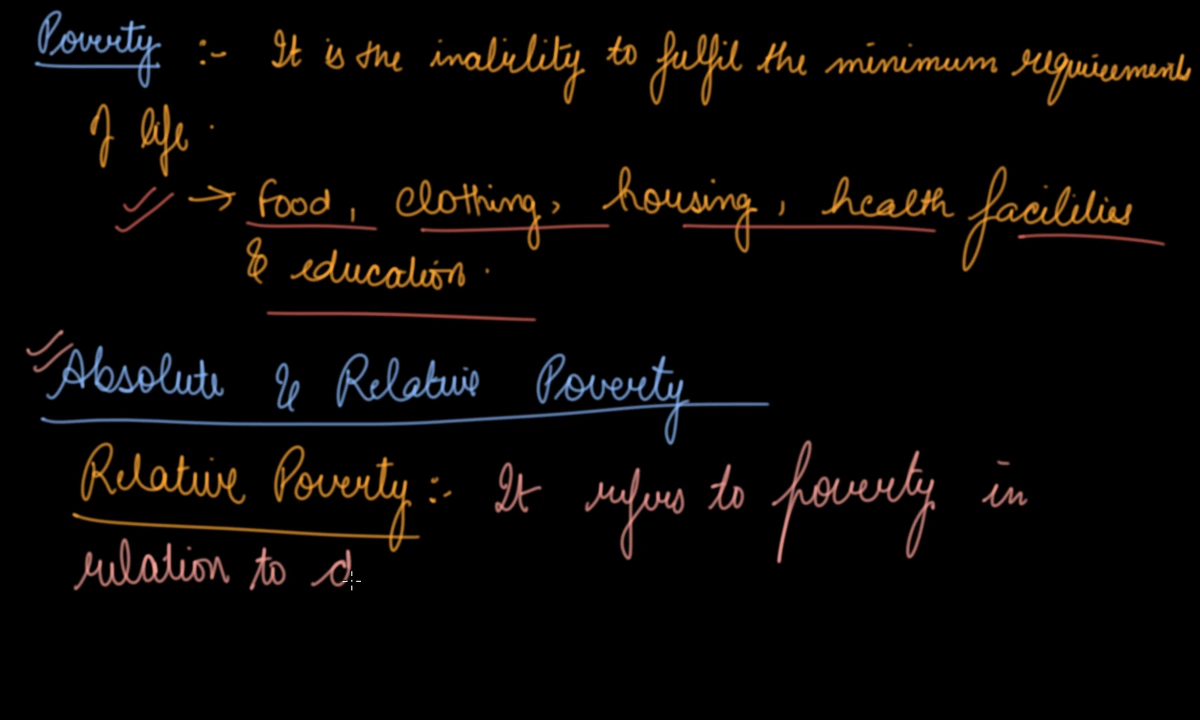 Poverty :- It is the inability to fulfil the minimum requirements
of life.
→ food, clothing, housing, health facilities
& education.
Absolute & Relative Poverty
Relative Poverty :- It refers to poverty in
relation to d